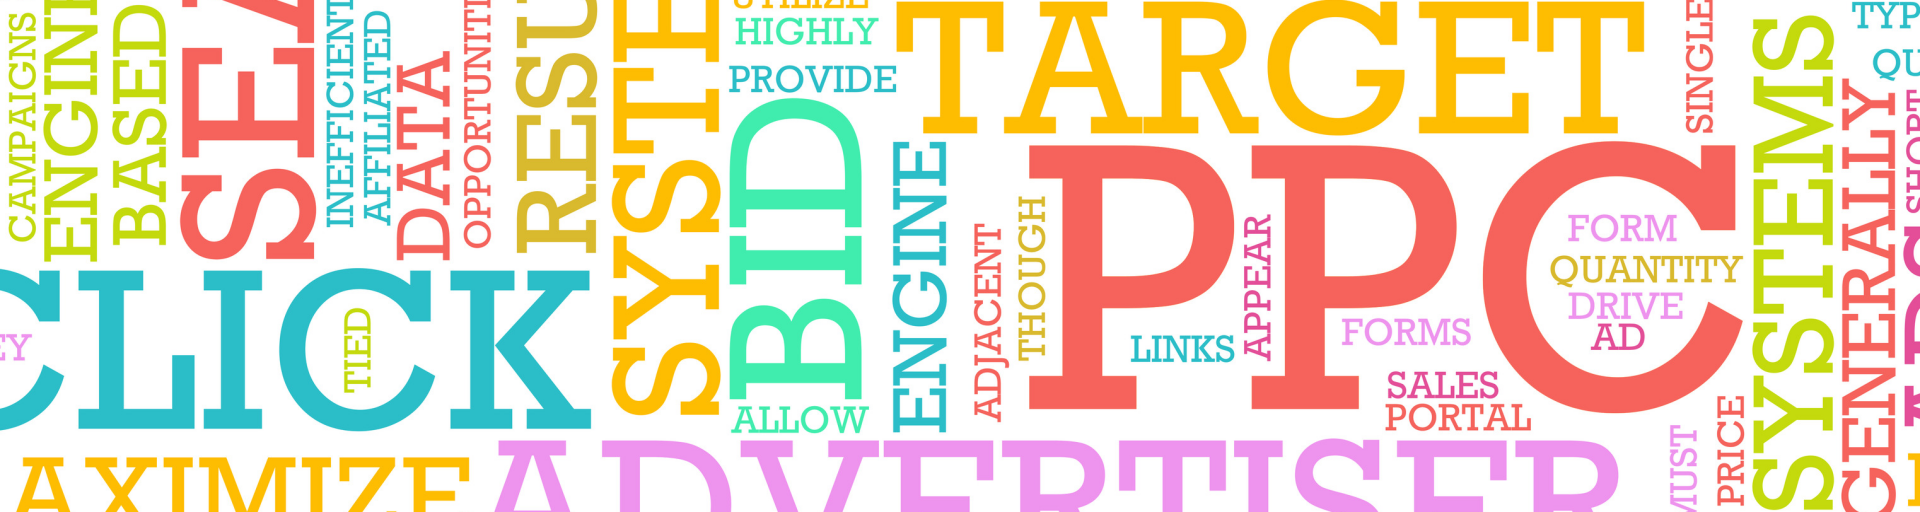 CAMPAIGNS
ENGINE
BASED
SEA
INEFFICIENT
AFFILIATED
DATA
OPPORTUNITI
RESU
SYSTE
UTILIZE
HIGHLY
PROVIDE
BID
ALLOW
TARGET
ENGINE
ADJACENT
THOUGH
PPC
LINKS
APPEAR
FORMS
FORM
QUANTITY
DRIVE
AD
SALES
PORTAL
SINGLE
SYSTEMS
TYP
QU
GENERALLY
SHORT
EY
CLICK
TIED
AXIMIZE
ADVERTISER
MUST
PRICE